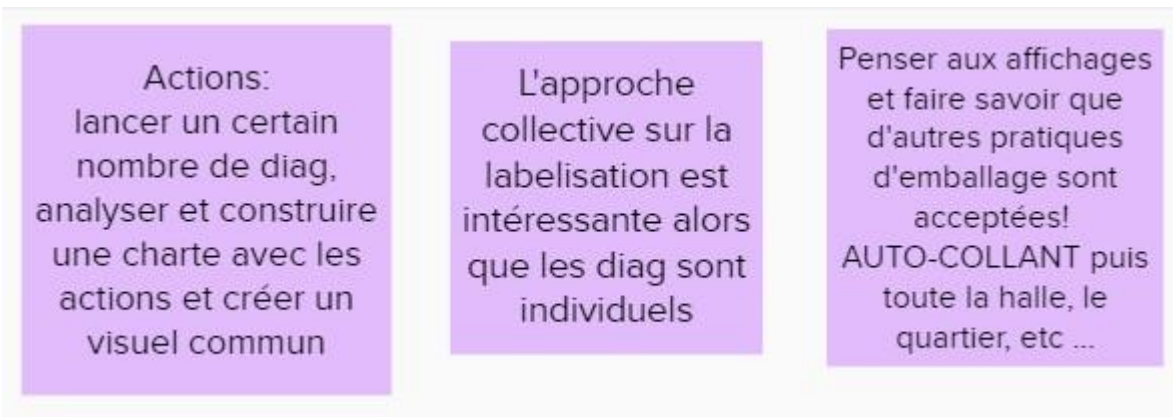 Actions:
lancer un certain
nombre de diag,
analyser et construire
une charte avec les
actions et créer un
visuel commun
L'approche
collective sur la
labelisation est
intéressante alors
que les diag sont
individuels
Penser aux affichages
et faire savoir que
d'autres pratiques
d'emballage sont
acceptées!
AUTO-COLLANT puis
toute la halle, le
quartier, etc ...